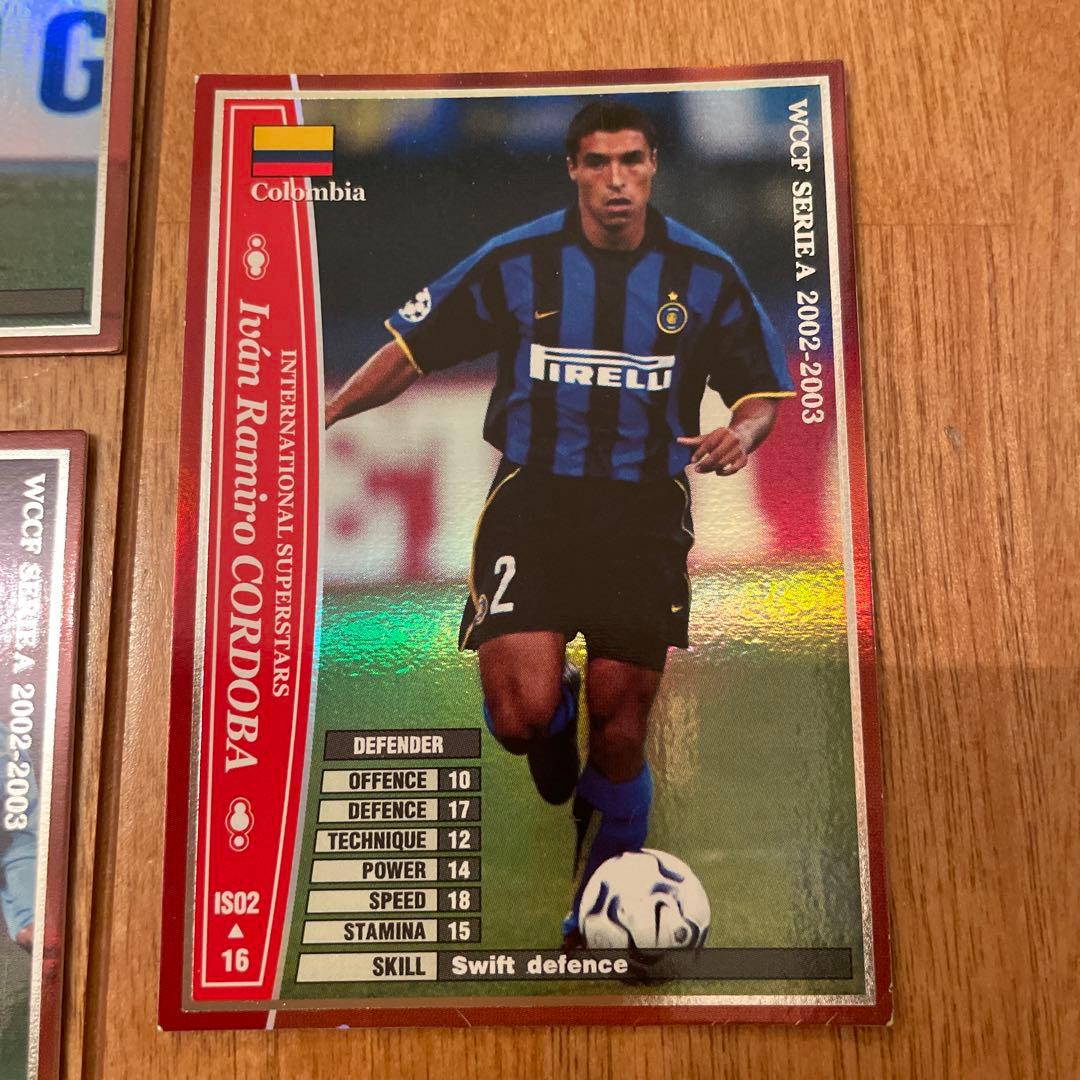 G
WCCF SERIE A 2002-2003
Colombia
INTERNATIONAL SUPERSTARS
Iván Ramiro CORDOBA
IS02
16
WCCF SERIE A 2002-2003
PIRELLI
2
DEFENDER
OFFENCE 10
DEFENCE 17
TECHNIQUE 12
POWER 14
SPEED 18
STAMINA 15
SKILL Swift defence